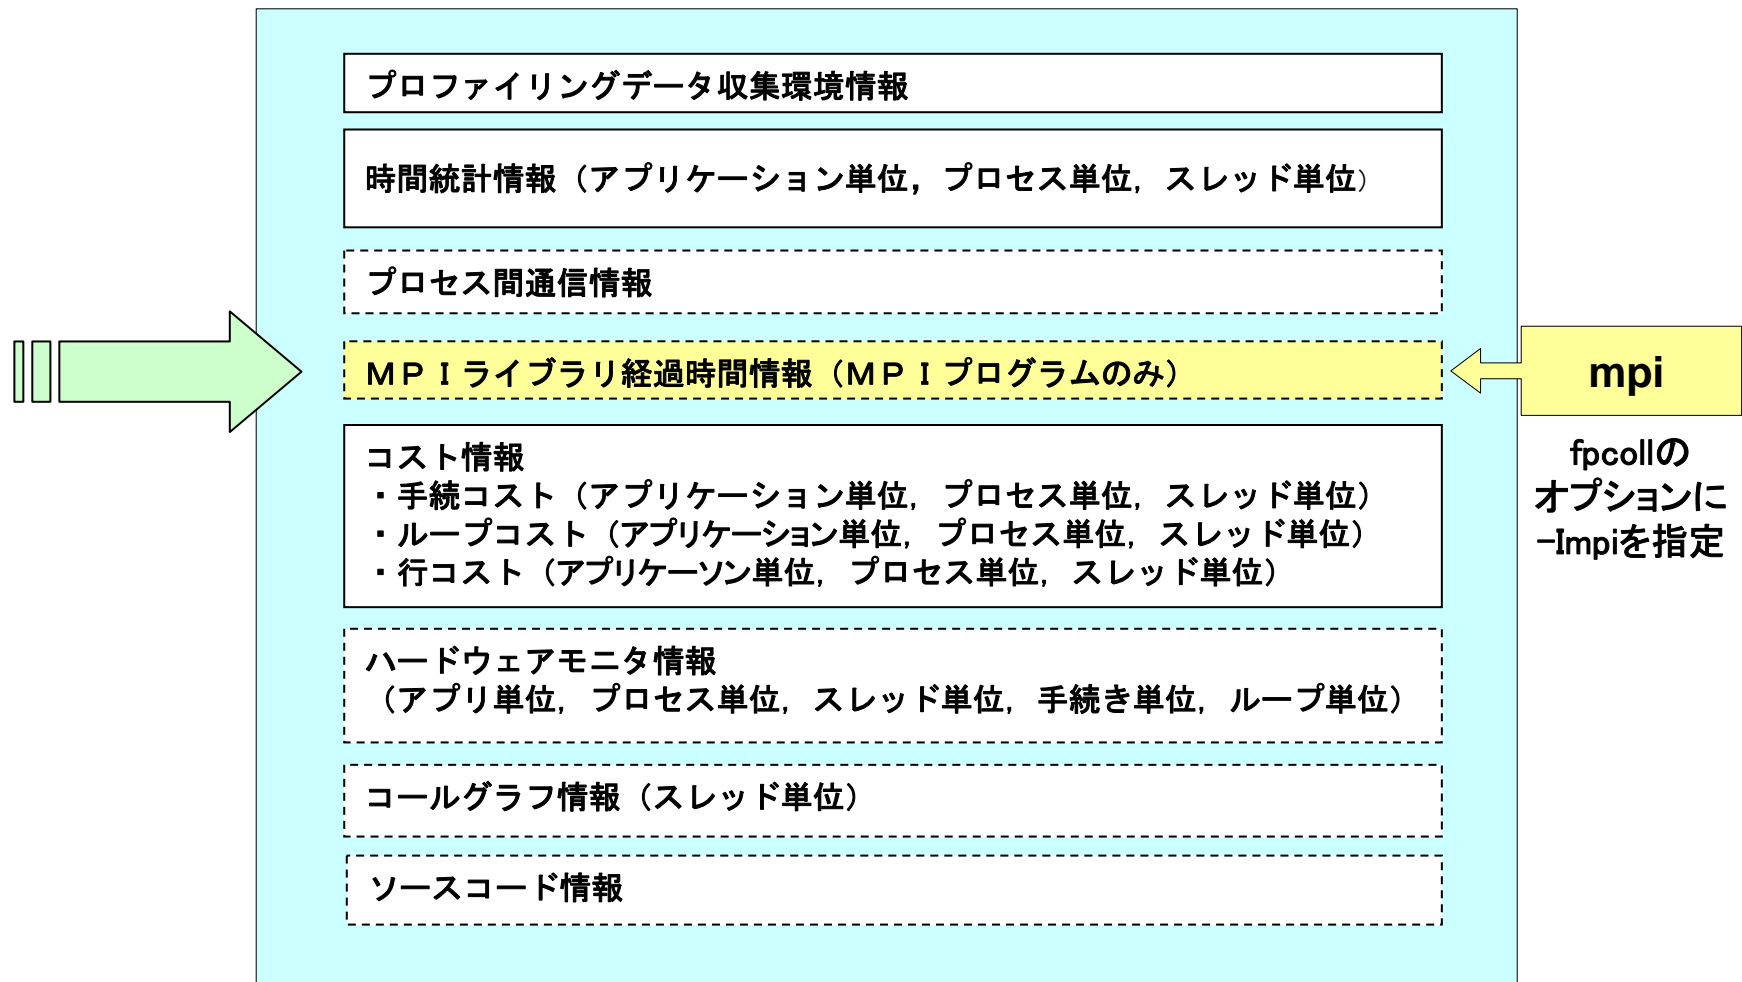 プロファイリングデータ収集環境情報
時間統計情報（アプリケーション単位，プロセス単位，スレッド単位）
プロセス間通信情報
ＭＰＩライブラリ経過時間情報（ＭＰＩプログラムのみ）
mpi
コスト情報
・手続コスト（アプリケーション単位，プロセス単位，スレッド単位）
・ループコスト（アプリケーション単位，プロセス単位，スレッド単位）
・行コスト（アプリケーソン単位，プロセス単位，スレッド単位）
fpcollの
オプションに
-Impiを指定
ハードウェアモニタ情報
（アプリ単位，プロセス単位，スレッド単位，手続き単位，ループ単位）
コールグラフ情報（スレッド単位）
ソースコード情報